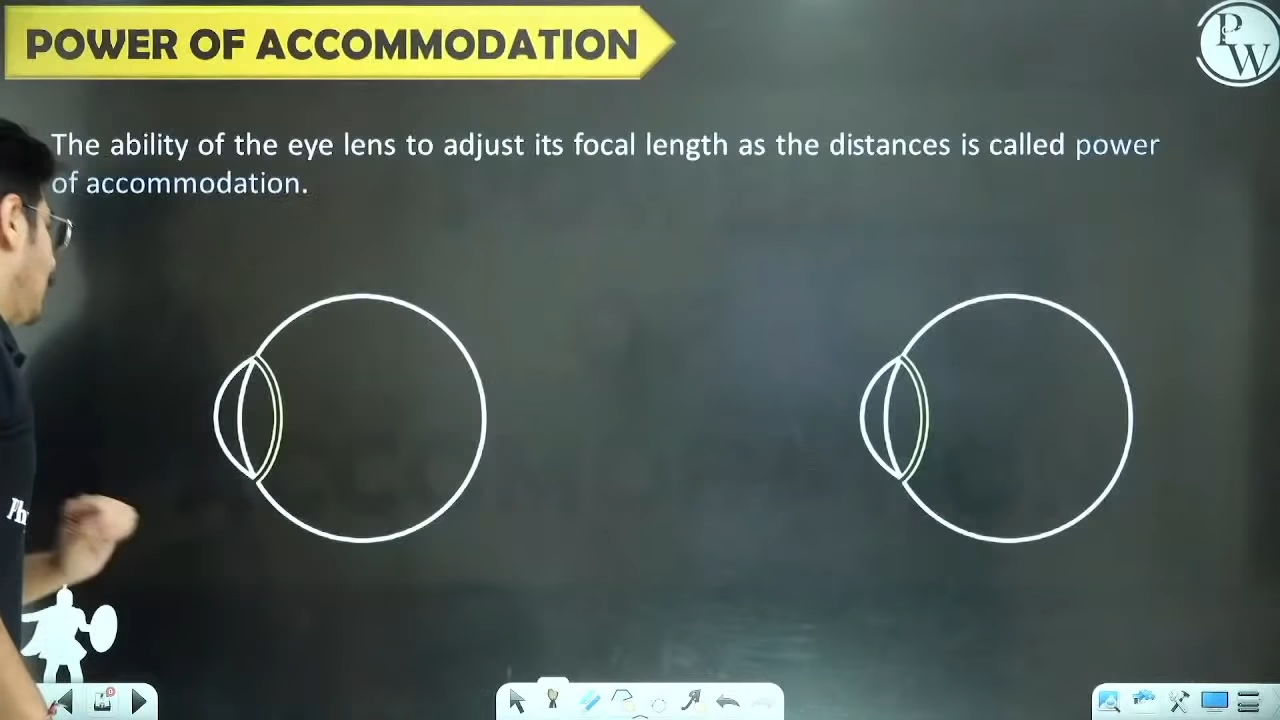 POWER OF ACCOMMODATION
PW
The ability of the eye lens to adjust its focal length as the distances is called power
of accommodation.